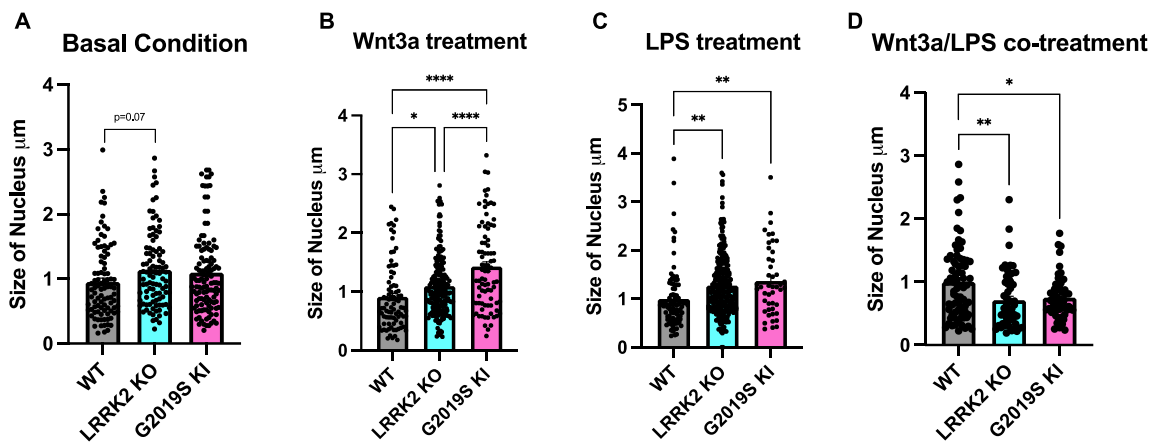 A
Basal Condition
Size of Nucleus μm
4
3
2
1
0
p=0.07
WT
LRRK2 KO
G2019S KI
B
Wnt3a treatment
Size of Nucleus μm
4
3
2
1
0
****
*
****
WT
LRRK2 KO
G2019S KI
C
LPS treatment
Size of Nucleus μm
5
4
3
2
1
0
**
**
WT
LRRK2 KO
G2019S KI
D
Wnt3a/LPS co-treatment
Size of Nucleus μm
4
3
2
1
0
*
**
WT
LRRK2 KO
G2019S KI